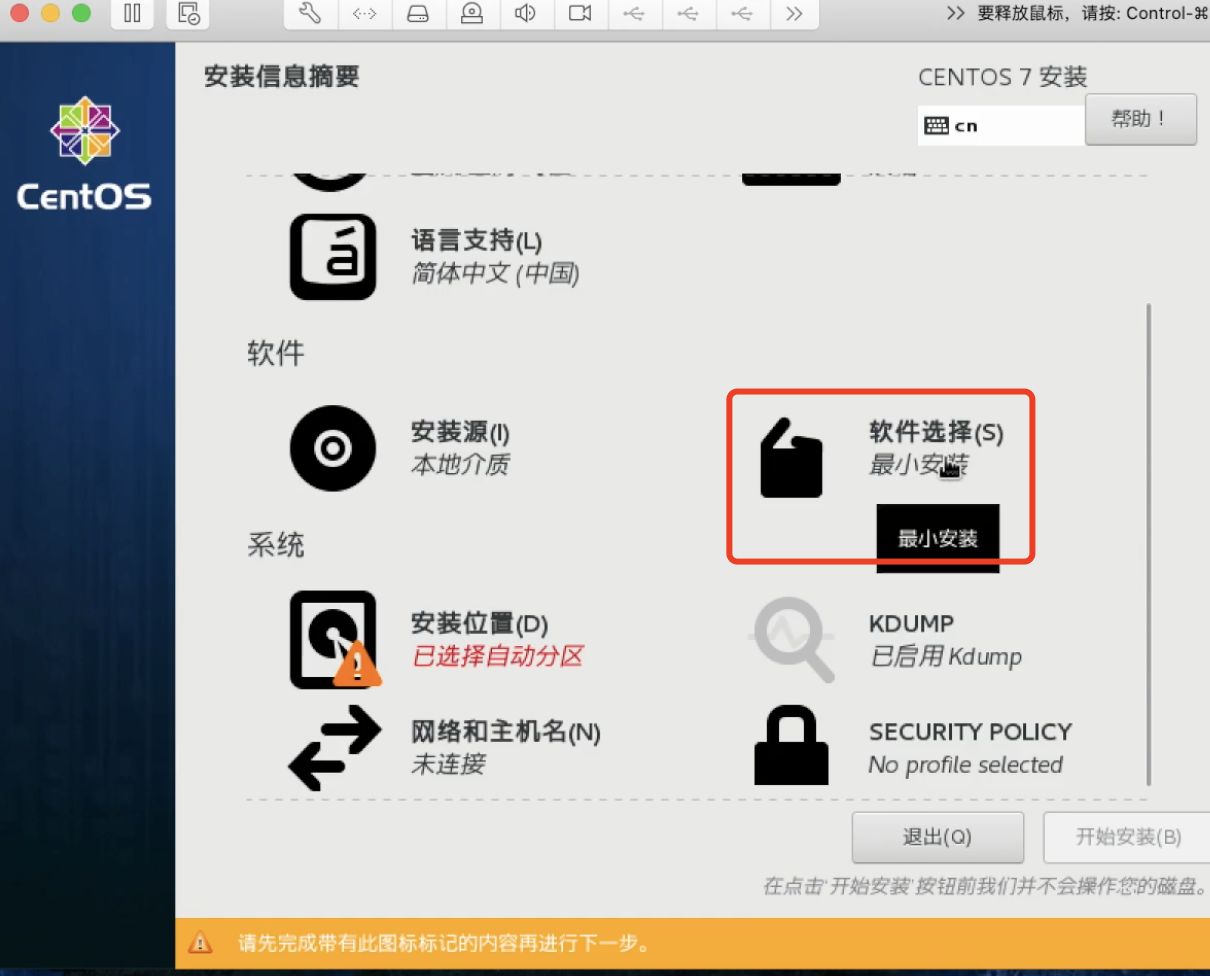 要释放鼠标，请按: Control-⌘
安装信息摘要
CENTOS 7 安装
cn
帮助！
CentOS
语言支持(L)
简体中文 (中国)
软件
安装源(I)
本地介质
软件选择(S)
最小安装
最小安装
系统
安装位置(D)
已选择自动分区
KDUMP
已启用 Kdump
网络和主机名(N)
未连接
SECURITY POLICY
No profile selected
退出(Q)
开始安装(B)
在点击'开始安装'按钮前我们并不会操作您的磁盘。
请先完成带有此图标标记的内容再进行下一步。